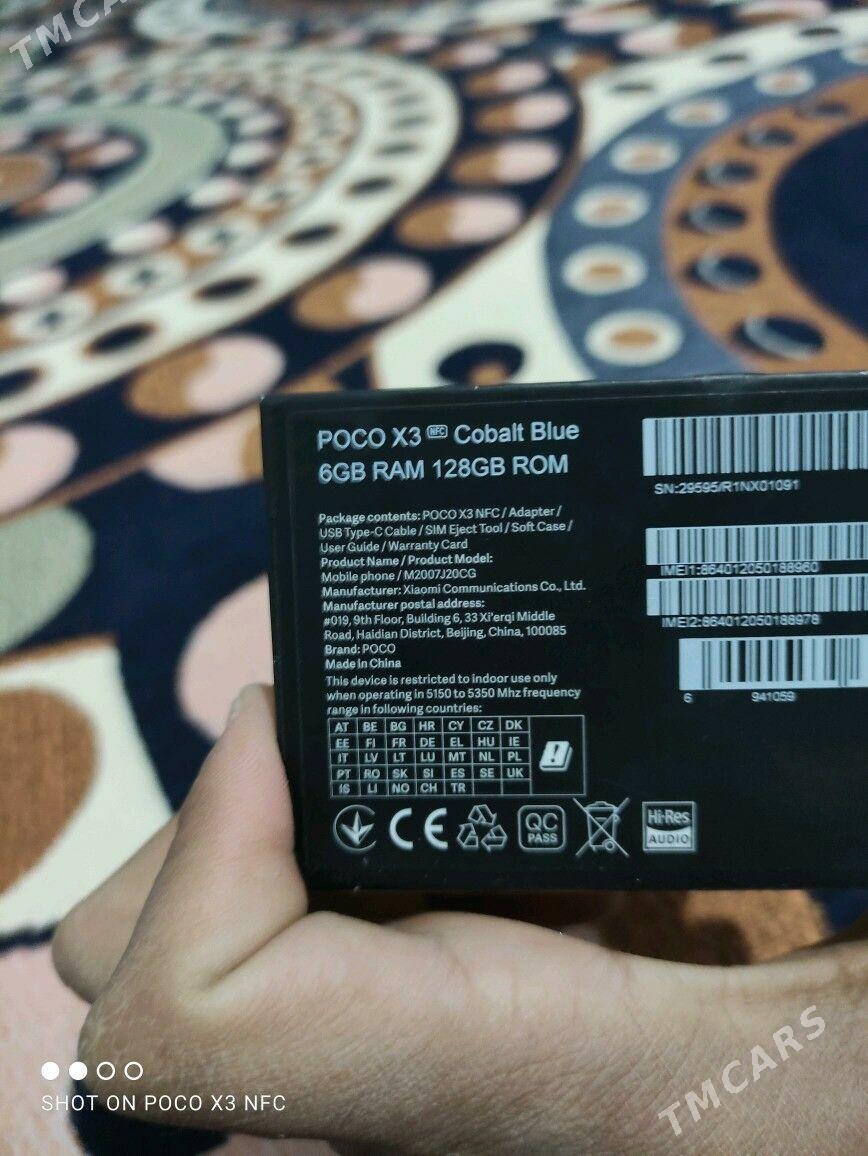 TMCARS
POCO X3 NFC Cobalt Blue
6GB RAM 128GB ROM
Package contents: POCO X3 NFC / Adapter /
USB Type-C Cable / SIM Eject Tool / Soft Case /
User Guide / Warranty Card
Product Name / Product Model:
Mobile phone / M2007J20CG
Manufacturer: Xiaomi Communications Co., Ltd.
Manufacturer postal address:
#019, 9th Floor, Building 6, 33 Xi'erqi Middle
Road, Haidian District, Beijing, China, 100085
Brand: POCO
Made in China
This device is restricted to indoor use only
when operating in 5150 to 5350 Mhz frequency
range in following countries:
AT BE BG HR CY CZ DK
EE FI FR DE EL HU IE
IT LV LT LU MT NL PL
PT RO SK SI ES SE UK
IS LI NO CH TR
CE QC PASS Hi-Res AUDIO
SN:29595/R1NX01091
IMEI1:864012050188960
IMEI2:864012050188978
6 941059
SHOT ON POCO X3 NFC
TMCARS